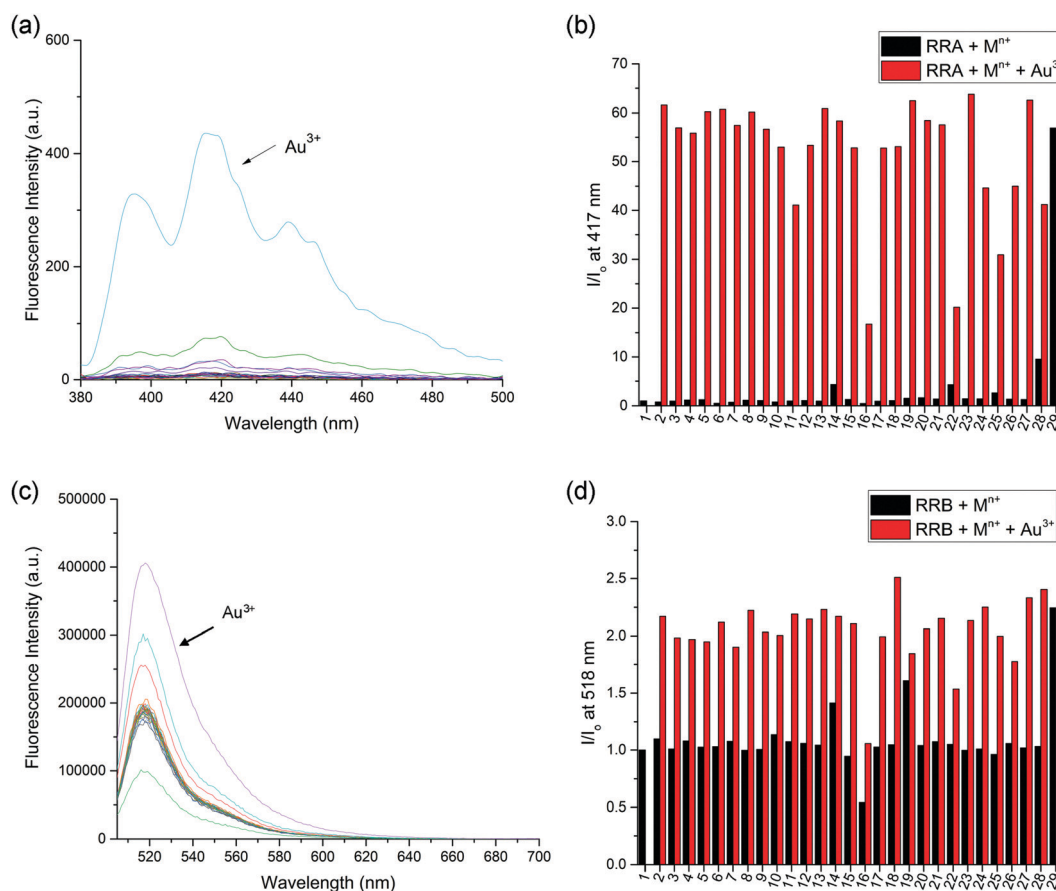 (a)
600
400
200
0
Fluorescence Intensity (a.u.)
Au³⁺
380 400 420 440 460 480 500
Wavelength (nm)
(b)
RRA + Mⁿ⁺
RRA + Mⁿ⁺ + Au³
70
60
50
40
30
20
10
0
I/Iₒ at 417 nm
1 2 3 4 5 6 7 8 9 10 11 12 13 14 15 16 17 18 19 20 21 22 23 24 25 26 27 28 29
(c)
500000
400000
300000
200000
100000
0
Fluorescence Intensity (a.u.)
Au³⁺
520 540 560 580 600 620 640 660 680 700
Wavelength (nm)
(d)
RRB + Mⁿ⁺
RRB + Mⁿ⁺ + Au³⁺
3.0
2.5
2.0
1.5
1.0
0.5
0.0
I/Iₒ at 518 nm
1 2 3 4 5 6 7 8 9 10 11 12 13 14 15 16 17 18 19 20 21 22 23 24 25 26 27 28 29